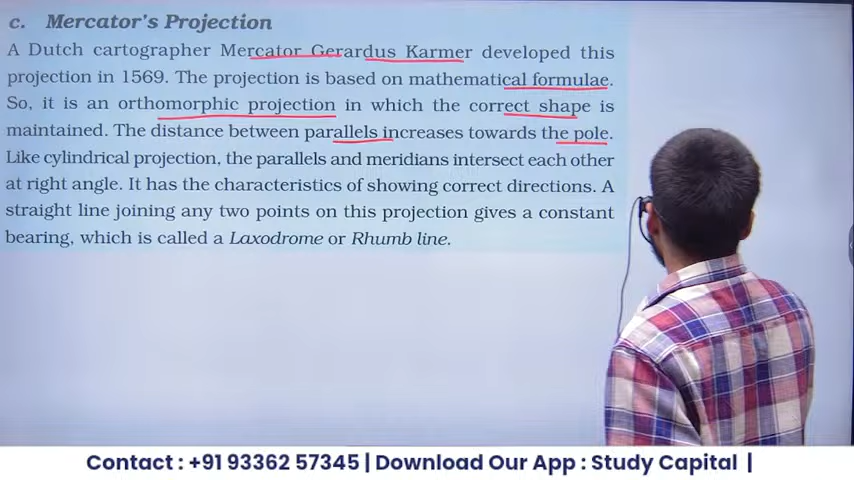 c. Mercator's Projection
A Dutch cartographer Mercator Gerardus Karmer developed this
projection in 1569. The projection is based on mathematical formulae.
So, it is an orthomorphic projection in which the correct shape is
maintained. The distance between parallels increases towards the pole.
Like cylindrical projection, the parallels and meridians intersect each other
at right angle. It has the characteristics of showing correct directions. A
straight line joining any two points on this projection gives a constant
bearing, which is called a Laxodrome or Rhumb line.
Contact : +91 93362 57345 | Download Our App : Study Capital |